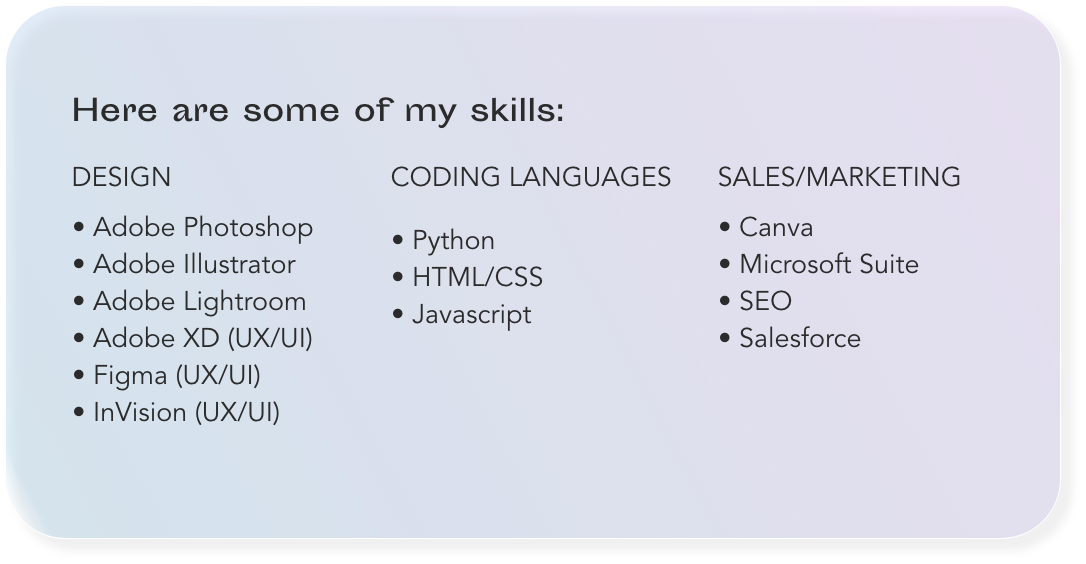 Here are some of my skills:
DESIGN
• Adobe Photoshop
• Adobe Illustrator
• Adobe Lightroom
• Adobe XD (UX/UI)
• Figma (UX/UI)
• InVision (UX/UI)
CODING LANGUAGES
• Python
• HTML/CSS
• Javascript
SALES/MARKETING
• Canva
• Microsoft Suite
• SEO
• Salesforce